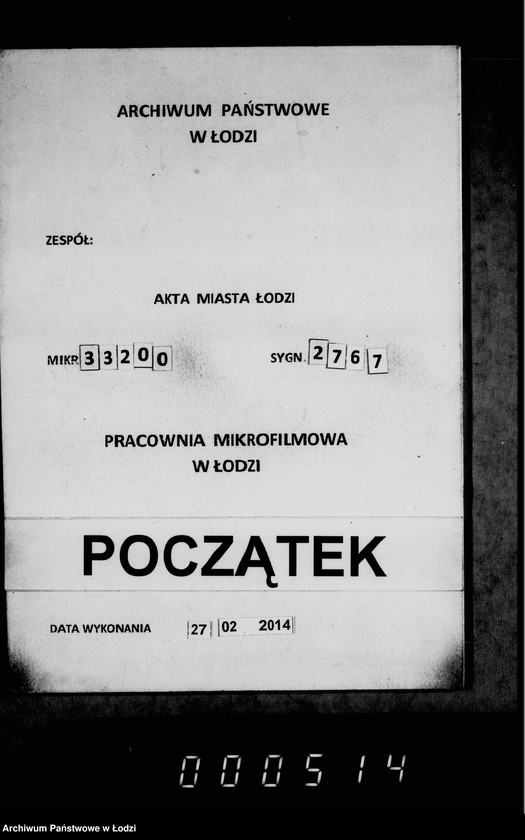 ARCHIWUM PAŃSTWOWE
W ŁODZI
ZESPÓŁ:
AKTA MIASTA ŁODZI
MIKR 33200 SYGN. 2767
PRACOWNIA MIKROFILMOWA
W ŁODZI
POCZĄTEK
DATA WYKONANIA 27 02 2014
000514
Archiwum Państwowe w Łodzi